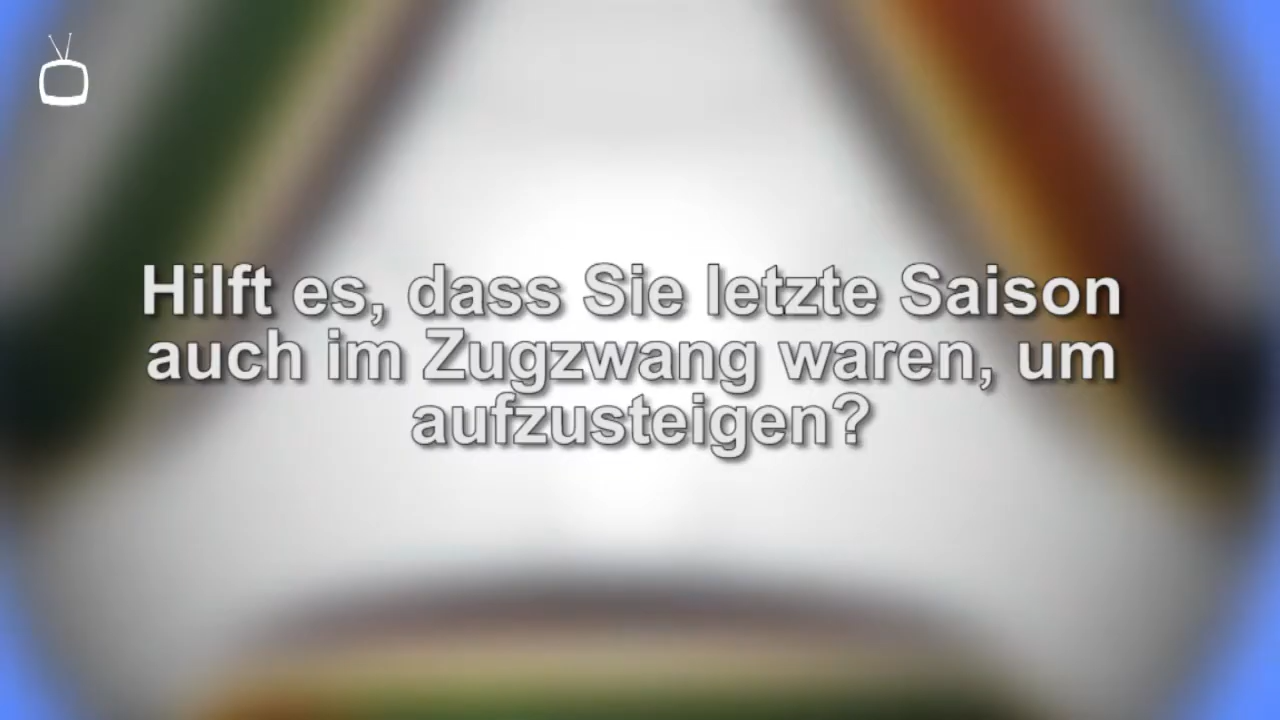 Hilft es, dass Sie letzte Saison
auch im Zugzwang waren, um
aufzusteigen?